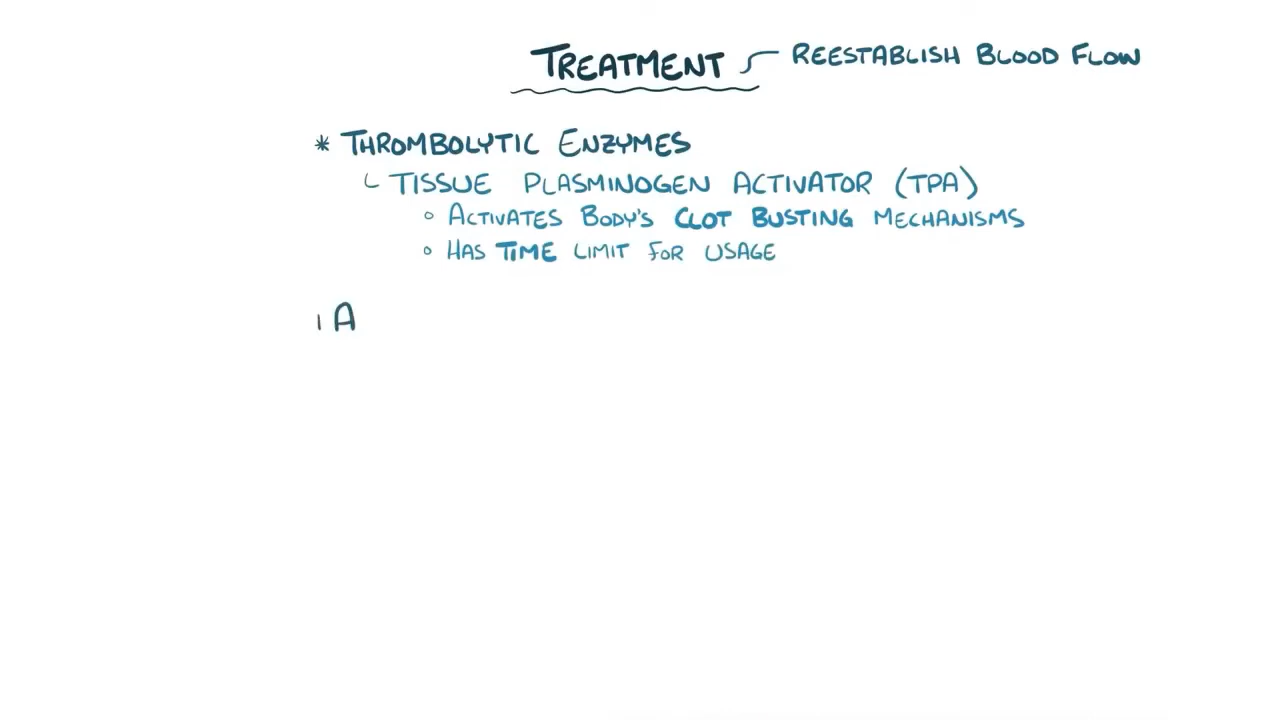 TREATMENT REESTABLISH BLOOD FLOW
* THROMBOLYTIC ENZYMES
TISSUE PLASMINOGEN ACTIVATOR (TPA)
ACTIVATES BODY'S CLOT BUSTING MECHANISMS
HAS TIME LIMIT FOR USAGE
A